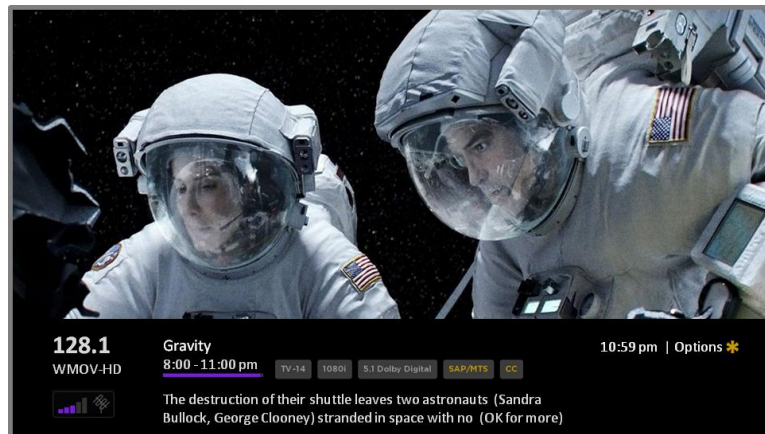 128.1
WMOV-HD
Gravity
8:00 - 11:00 pm
TV-14 1080i 5.1 Dolby Digital SAP/MTS CC
10:59 pm | Options
The destruction of their shuttle leaves two astronauts (Sandra
Bullock, George Clooney) stranded in space with no (OK for more)